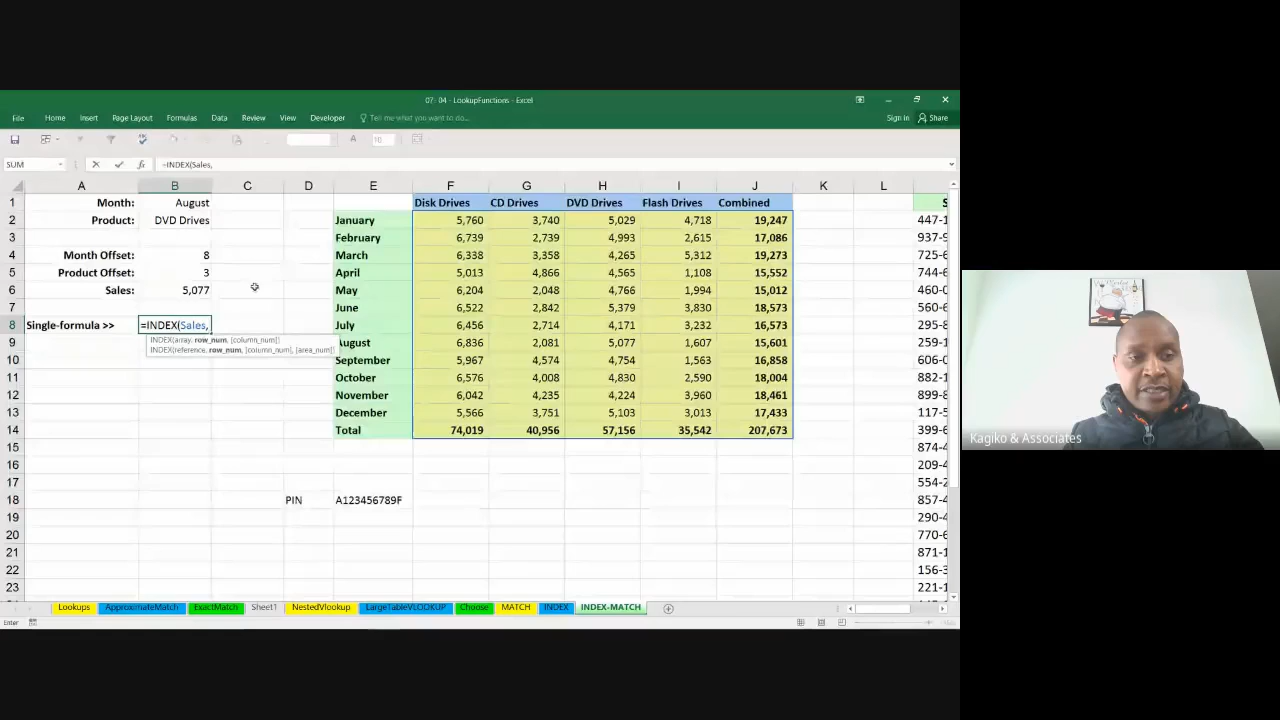 07: 04 - LookupFunctions - Excel
File Home Insert Page Layout Formulas Data Review View Developer Tell me what you want to do... Sign in Share
10
SUM =INDEX(Sales,
A B C D E F G H I J K L
1 Month: August Disk Drives CD Drives DVD Drives Flash Drives Combined S
2 Product: DVD Drives January 5,760 3,740 5,029 4,718 19,247 447-1
3 February 6,739 2,739 4,993 2,615 17,086 937-9
4 Month Offset: 8 March 6,338 3,358 4,265 5,312 19,273 725-6
5 Product Offset: 3 April 5,013 4,866 4,565 1,108 15,552 744-6
6 Sales: 5,077 May 6,204 2,048 4,766 1,994 15,012 460-0
7 June 6,522 2,842 5,379 3,830 18,573 560-6
8 Single-formula >> =INDEX(Sales, July 6,456 2,714 4,171 3,232 16,573 295-8
INDEX(array, row_num, [column_num])
INDEX(reference, row_num, [column_num], [area_num])
9 August 6,836 2,081 5,077 1,607 15,601 259-1
10 September 5,967 4,574 4,754 1,563 16,858 606-0
11 October 6,576 4,008 4,830 2,590 18,004 882-1
12 November 6,042 4,235 4,224 3,960 18,461 899-8
13 December 5,566 3,751 5,103 3,013 17,433 117-5
14 Total 74,019 40,956 57,156 35,542 207,673 399-6
15 874-4
16 209-4
17 554-2
18 PIN A123456789F 857-4
19 290-4
20 770-6
21 871-1
22 156-3
23 221-1
Lookups ApproximateMatch ExactMatch Sheet1 NestedVlookup LargeTableVLOOKUP Choose MATCH INDEX INDEX-MATCH
Enter
Kagiko & Associates